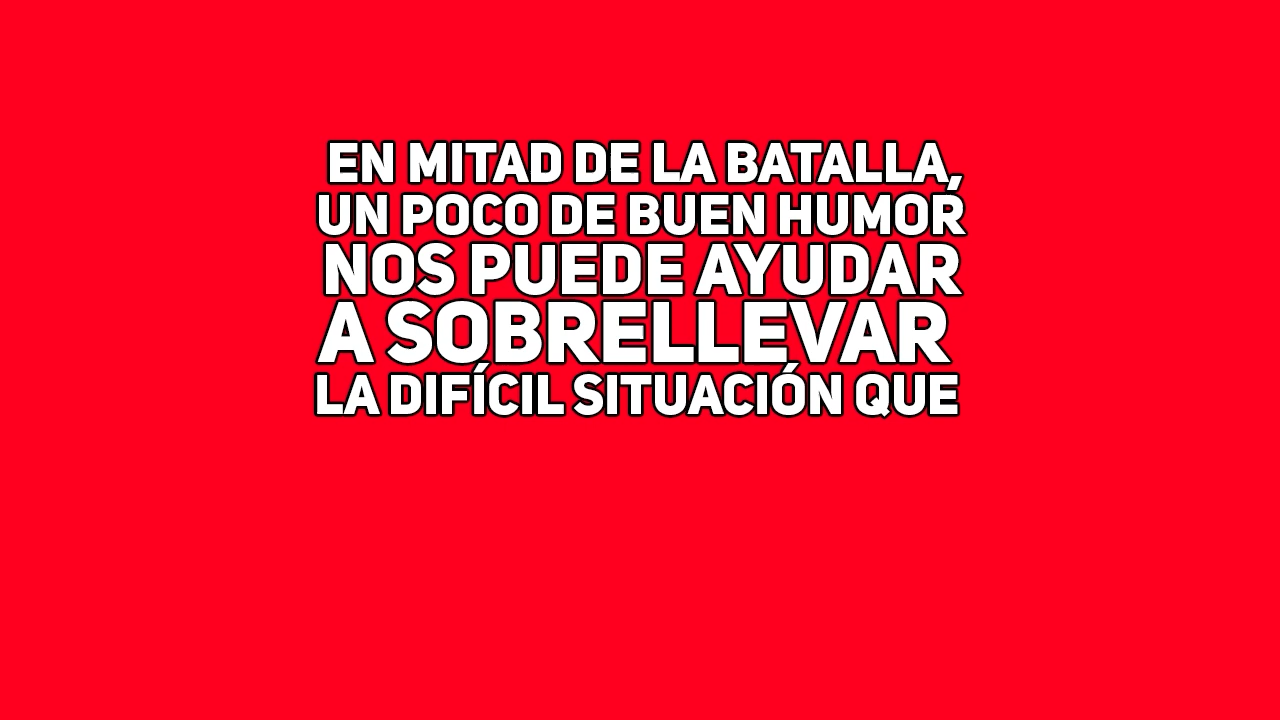 EN MITAD DE LA BATALLA,
UN POCO DE BUEN HUMOR
NOS PUEDE AYUDAR
A SOBRELLEVAR
LA DIFÍCIL SITUACIÓN QUE